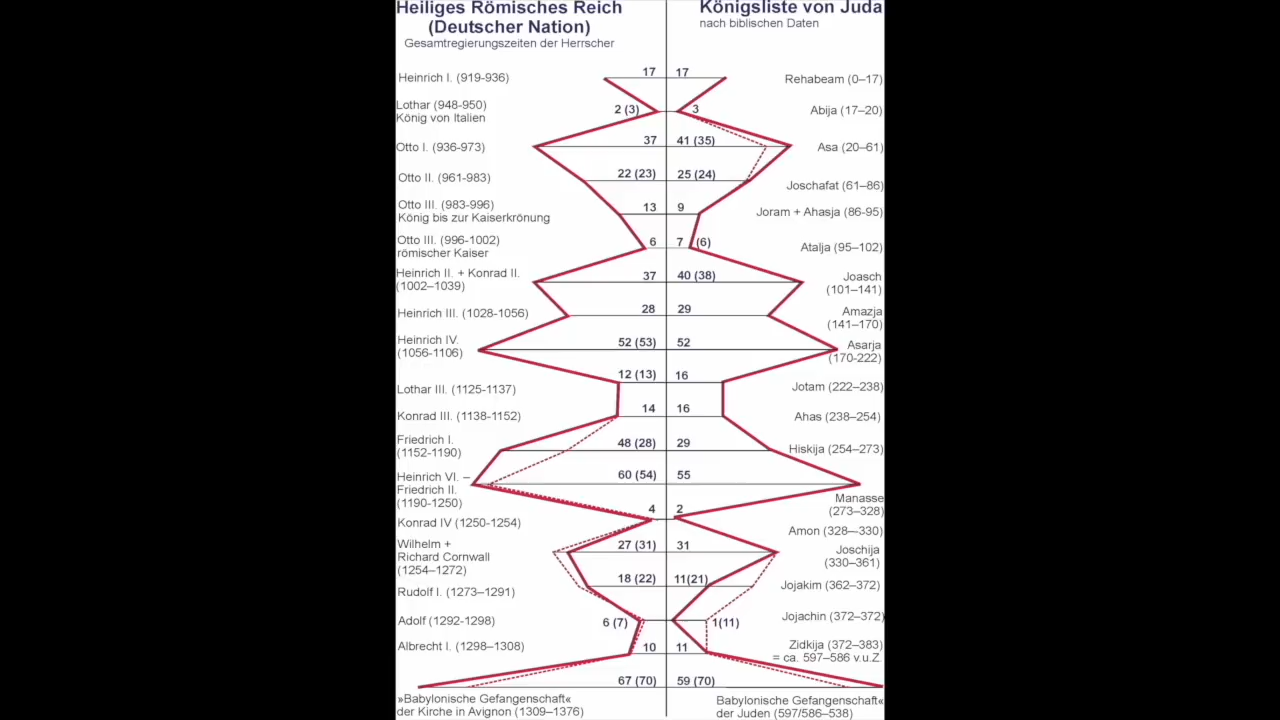 Heiliges Römisches Reich
(Deutscher Nation)
Gesamtregierungszeiten der Herrscher
Königsliste von Juda
nach biblischen Daten
Heinrich I. (919-936)
17
17
Rehabeam (0–17)
Lothar (948-950)
König von Italien
2 (3)
3
Abija (17–20)
Otto I. (936-973)
37
41 (35)
Asa (20–61)
Otto II. (961-983)
22 (23)
25 (24)
Joschafat (61–86)
Otto III. (983-996)
König bis zur Kaiserkrönung
13
9
Joram + Ahasja (86-95)
Otto III. (996-1002)
römischer Kaiser
6
7 (6)
Atalja (95–102)
Heinrich II. + Konrad II.
(1002–1039)
37
40 (38)
Joasch
(101–141)
Heinrich III. (1028-1056)
28
29
Amazja
(141–170)
Heinrich IV.
(1056-1106)
52 (53)
52
Asarja
(170-222)
Lothar III. (1125-1137)
12 (13)
16
Jotam (222–238)
Konrad III. (1138-1152)
14
16
Ahas (238–254)
Friedrich I.
(1152-1190)
48 (28)
29
Hiskija (254–273)
Heinrich VI. –
Friedrich II.
(1190-1250)
60 (54)
55
Manasse
(273–328)
Konrad IV (1250-1254)
4
2
Amon (328–330)
Wilhelm +
Richard Cornwall
(1254–1272)
27 (31)
31
Joschija
(330–361)
Rudolf I. (1273–1291)
18 (22)
11(21)
Jojakim (362–372)
Adolf (1292-1298)
6 (7)
1(11)
Jojachin (372–372)
Albrecht I. (1298–1308)
10
11
Zidkija (372–383)
= ca. 597–586 v.u.Z.
67 (70)
59 (70)
»Babylonische Gefangenschaft«
der Kirche in Avignon (1309–1376)
Babylonische Gefangenschaft«
der Juden (597/586–538)